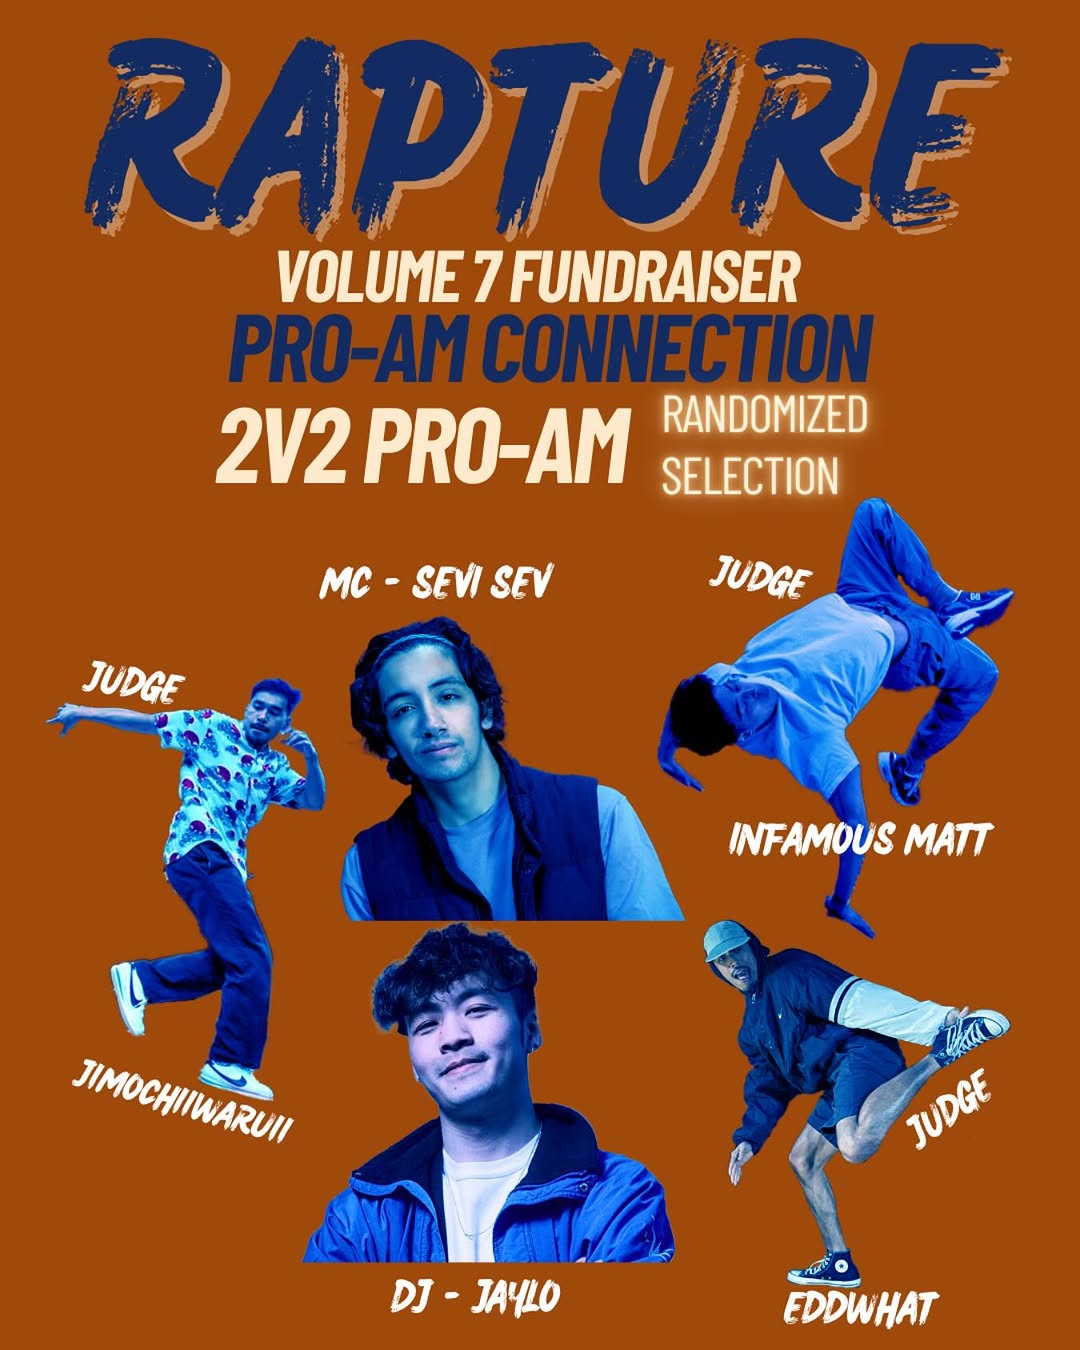 RAPTURE
VOLUME 7 FUNDRAISER
PRO-AM CONNECTION
2V2 PRO-AM
RANDOMIZED
SELECTION
MC - SEVI SEV
JUDGE
INFAMOUS MATT
JUDGE
JIMOCHIIWARUII
DJ - JAYLO
JUDGE
EDDWHAT